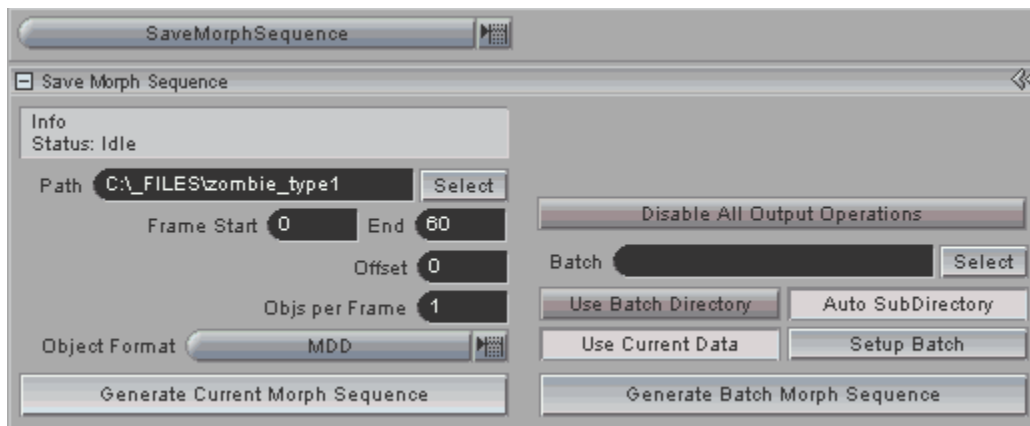 SaveMorphSequence
Save Morph Sequence
Info
Status: Idle
Path C:\_FILES\zombie_type1 Select
Frame Start 0 End 60
Offset 0
Objs per Frame 1
Object Format MDD
Generate Current Morph Sequence
Disable All Output Operations
Batch Select
Use Batch Directory Auto SubDirectory
Use Current Data Setup Batch
Generate Batch Morph Sequence